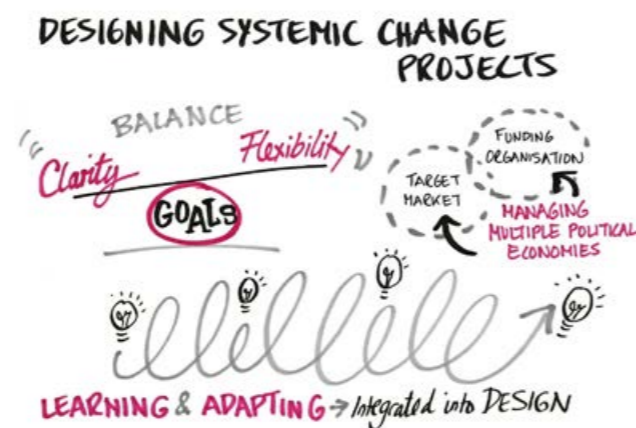 DESIGNING SYSTEMIC CHANGE
PROJECTS
BALANCE
Clarity
Flexibility
GOALS
FUNDING
ORGANISATION
TARGET
MARKET
MANAGING
MULTIPLE POLITICAL
ECONOMIES
LEARNING & ADAPTING → Integrated into DESIGN